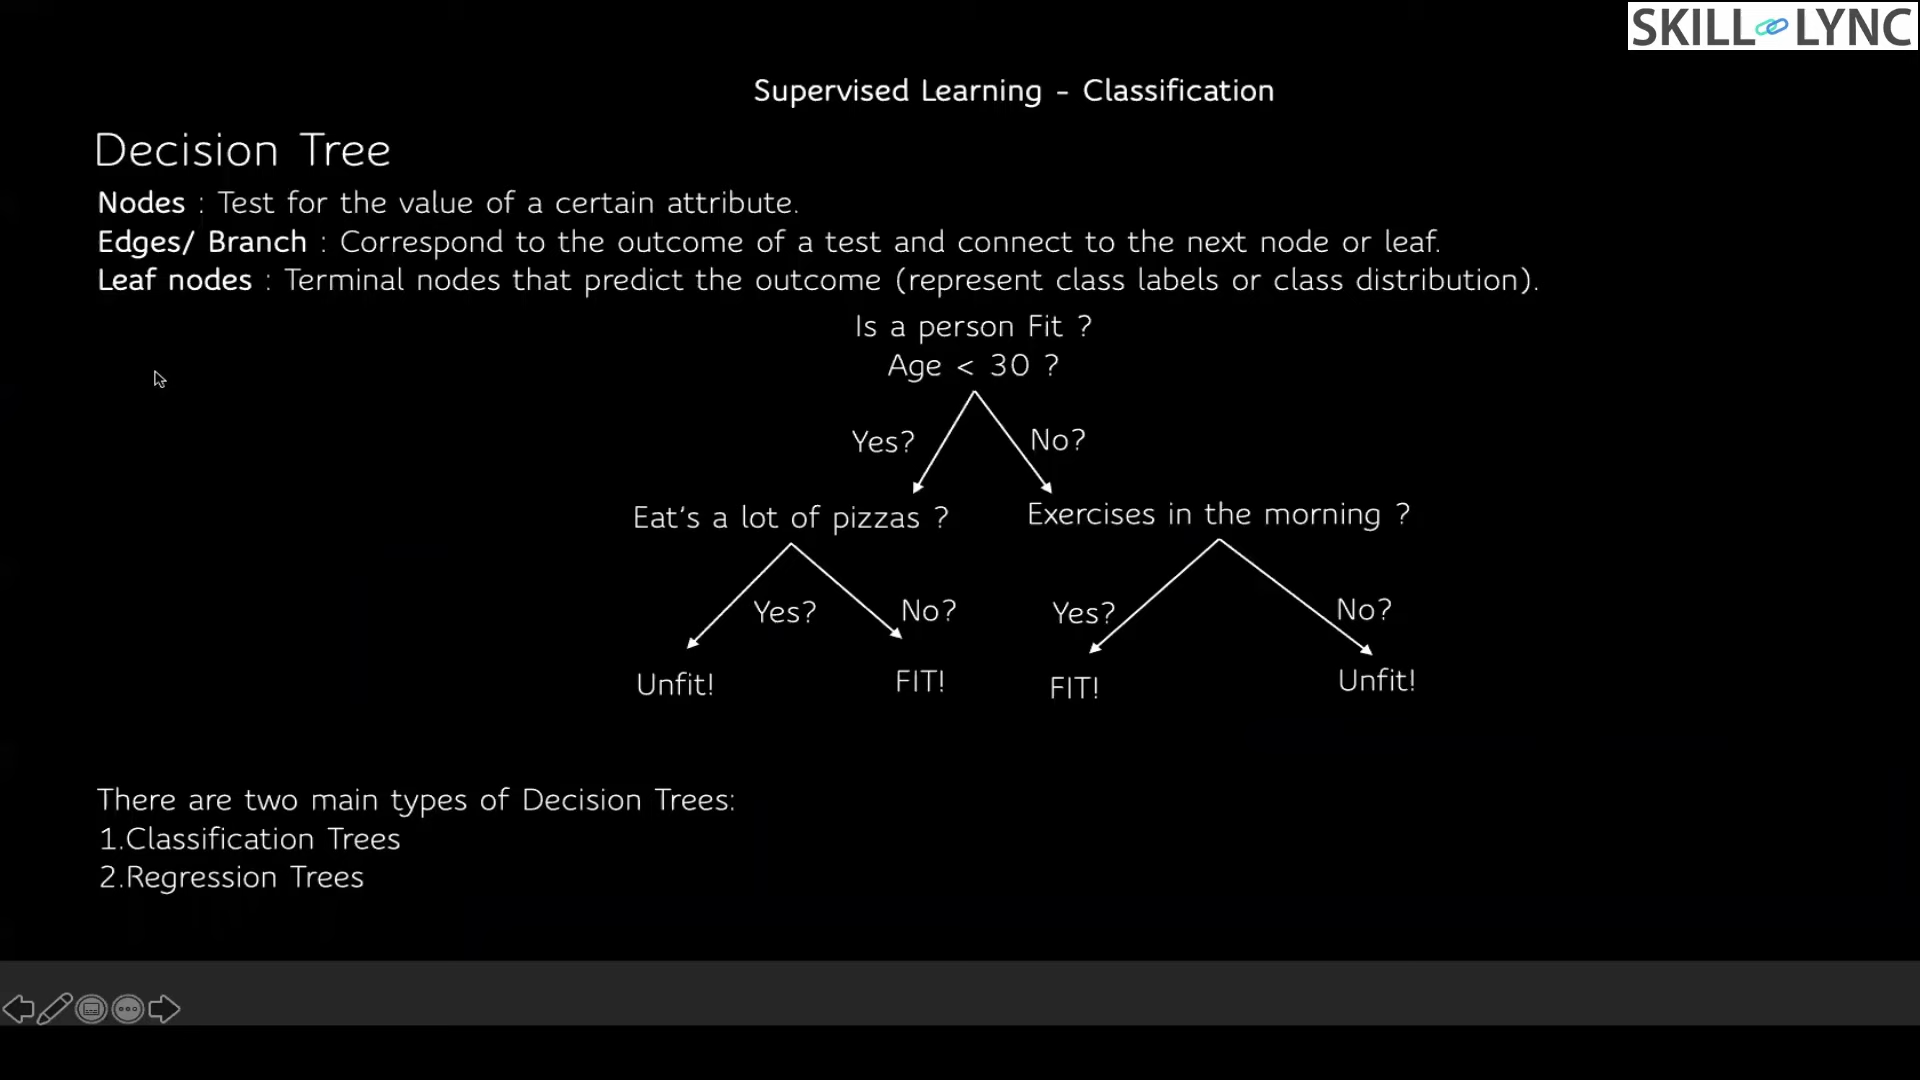 SKILL LYNC
Supervised Learning - Classification
Decision Tree
Nodes : Test for the value of a certain attribute.
Edges/ Branch : Correspond to the outcome of a test and connect to the next node or leaf.
Leaf nodes : Terminal nodes that predict the outcome (represent class labels or class distribution).
Is a person Fit ?
Age < 30 ?
Yes? No?
Eat's a lot of pizzas ? Exercises in the morning ?
Yes? No? Yes? No?
Unfit! FIT! FIT! Unfit!
There are two main types of Decision Trees:
1.Classification Trees
2.Regression Trees